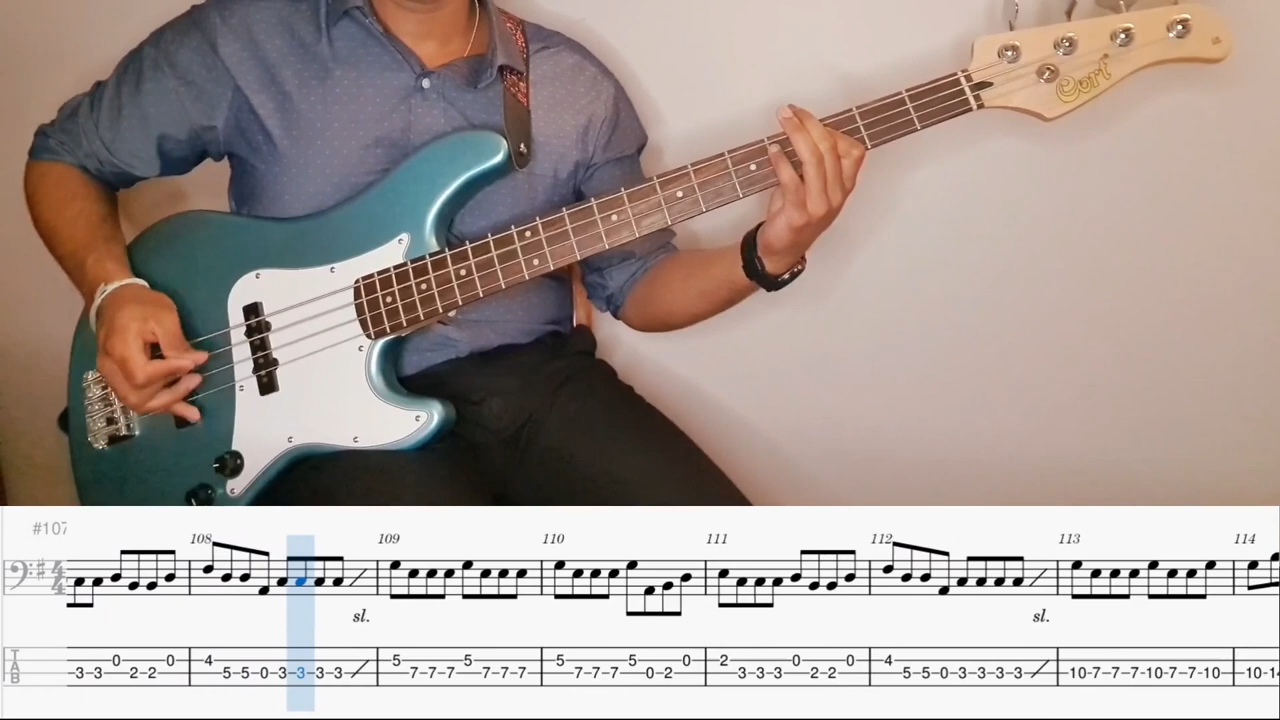 Cort
#107 108 109 110 111 112 113 114
4
4
sl. sl.
T
A
B
0 0 4 5 5 5 5 0 2 0 0 4
3 3 2 2 5 5 0 3 3 3 3 7 7 7 7 7 7 7 7 7 0 2 3 3 3 2 2 5 5 0 3 3 3 3 10 7 7 7 10 7 7 10 10